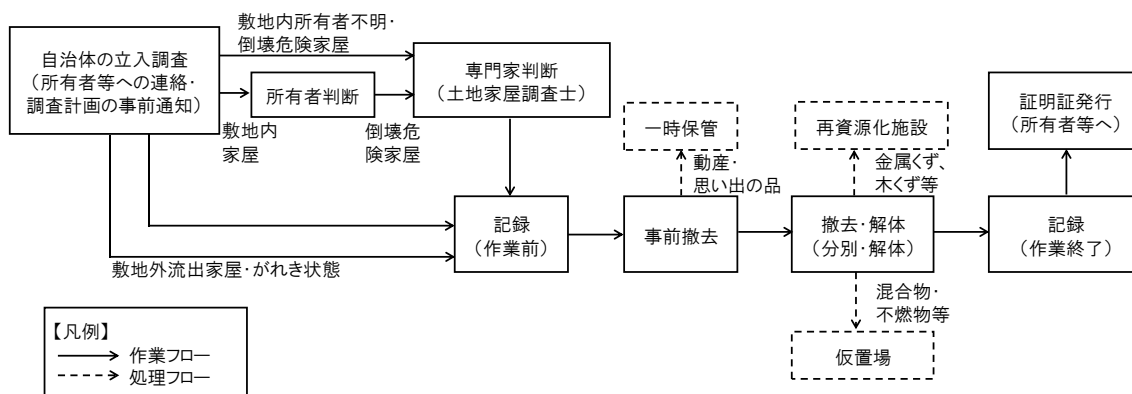 敷地内所有者不明・
倒壊危険家屋
自治体の立入調査
（所有者等への連絡・
調査計画の事前通知）
所有者判断
専門家判断
（土地家屋調査士）
敷地内
家屋
倒壊危
険家屋
一時保管
動産・
思い出の品
再資源化施設
金属くず、
木くず等
証明証発行
（所有者等へ）
記録
（作業前）
事前撤去
撤去・解体
（分別・解体）
記録
（作業終了）
敷地外流出家屋・がれき状態
混合物・
不燃物等
仮置場
【凡例】
作業フロー
処理フロー